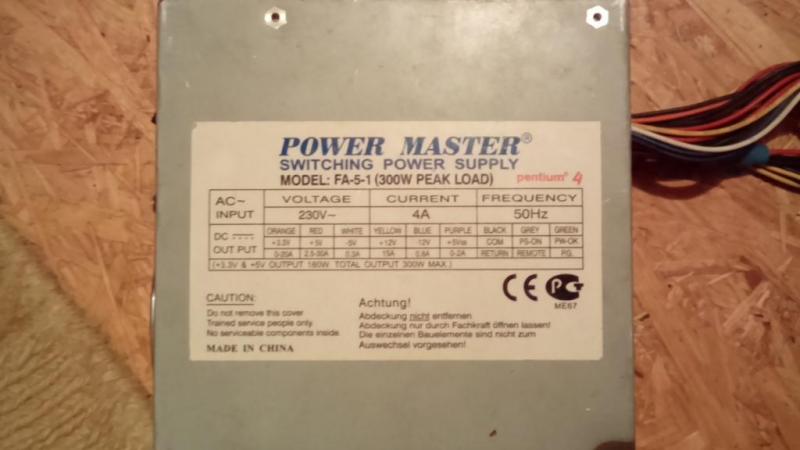 POWER MASTER®
SWITCHING POWER SUPPLY
MODEL: FA-5-1 (300W PEAK LOAD) pentium® 4
AC~ INPUT VOLTAGE CURRENT FREQUENCY
230V~ 4A 50Hz
DC OUT PUT ORANGE RED WHITE YELLOW BLUE PURPLE BLACK GREY GREEN
+3.3V +5V -5V +12V 12V +5Vsb COM PS-ON PW-OK
0-20A 2.5-30A 0.3A 15A 0.8A 0-2A RETURN REMOTE P.G.
(+3.3V & +5V OUTPUT 180W TOTAL OUTPUT 300W MAX.)
CE PG
ME67
CAUTION:
Do not remove this cover
Trained service people only.
No serviceable components inside.
MADE IN CHINA
Achtung!
Abdeckung nicht entfernen
Abdeckung nur durch Fachkraft öffnen lassen!
Die einzelnen Bauelemente sind nicht zum
Auswechsel vorgesehen!